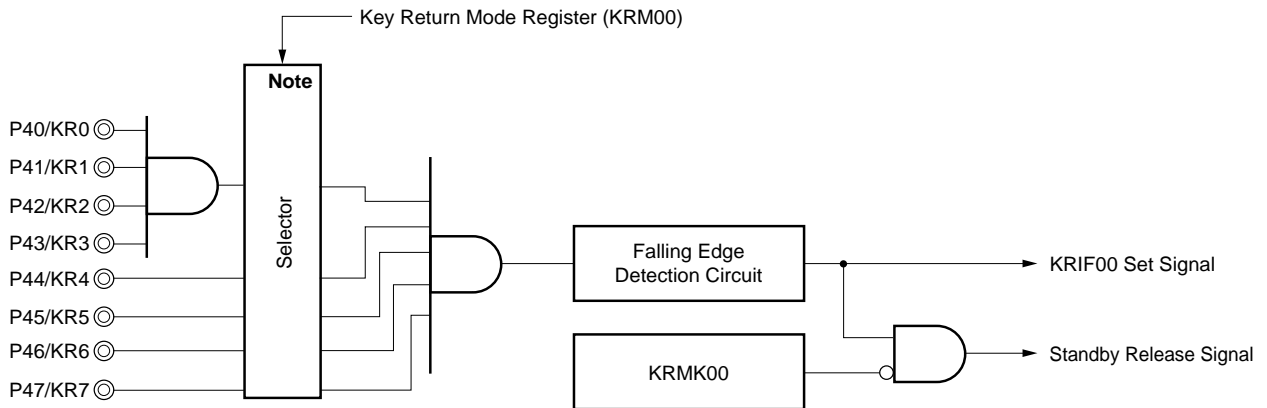 Key Return Mode Register (KRM00)
Note
P40/KR0
P41/KR1
P42/KR2
P43/KR3
P44/KR4
P45/KR5
P46/KR6
P47/KR7
Selector
Falling Edge
Detection Circuit
KRIF00 Set Signal
KRMK00
Standby Release Signal